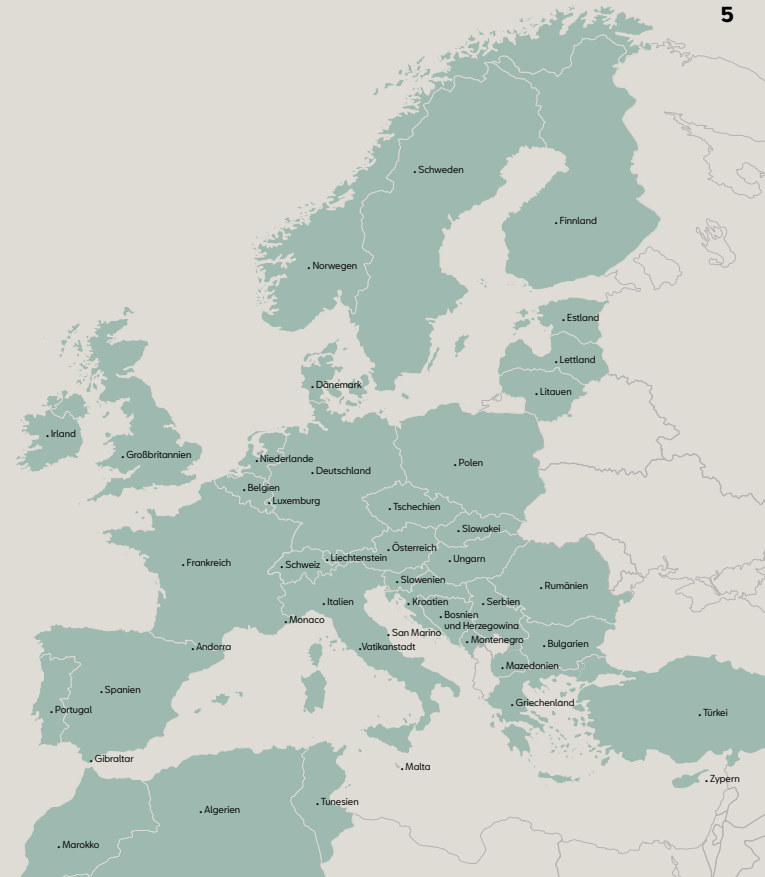 5
Schweden
Finnland
Norwegen
Estland
Lettland
Dänemark
Litauen
Irland
Großbritannien
Niederlande
Deutschland
Polen
Belgien
Luxemburg
Tschechien
Slowakei
Österreich
Liechtenstein
Ungarn
Frankreich
Schweiz
Slowenien
Rumänien
Italien
Kroatien
Serbien
Bosnien
und Herzegowina
Monaco
San Marino
Montenegro
Andorra
Vatikanstadt
Bulgarien
Mazedonien
Spanien
Griechenland
Portugal
Türkei
Gibraltar
Malta
Zypern
Tunesien
Algerien
Marokko